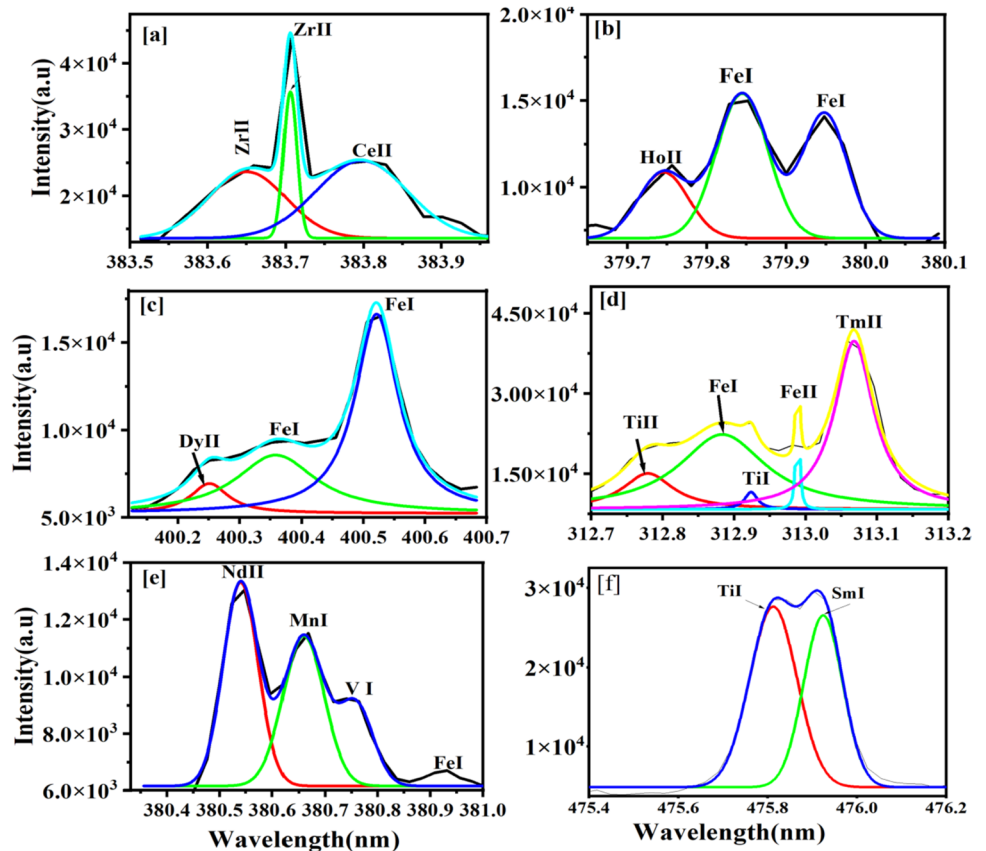 [a]
ZrII
ZrII
CeII
Intensity(a.u)
4×10⁴
3×10⁴
2×10⁴
383.5 383.6 383.7 383.8 383.9
[b]
FeI
FeI
HoII
2.0×10⁴
1.5×10⁴
1.0×10⁴
379.7 379.8 379.9 380.0 380.1
[c]
FeI
FeI
DyII
Intensity(a.u)
1.5×10⁴
1.0×10⁴
5.0×10³
400.2 400.3 400.4 400.5 400.6 400.7
[d]
TmII
FeI
FeII
TiII
TiI
4.50×10⁴
3.00×10⁴
1.50×10⁴
312.7 312.8 312.9 313.0 313.1 313.2
[e]
NdII
MnI
V I
FeI
Intensity(a.u)
1.4×10⁴
1.2×10⁴
1.0×10⁴
8.0×10³
6.0×10³
380.4 380.5 380.6 380.7 380.8 380.9 381.0
Wavelength(nm)
[f]
TiI
SmI
3×10⁴
2×10⁴
1×10⁴
475.4 475.6 475.8 476.0 476.2
Wavelength(nm)